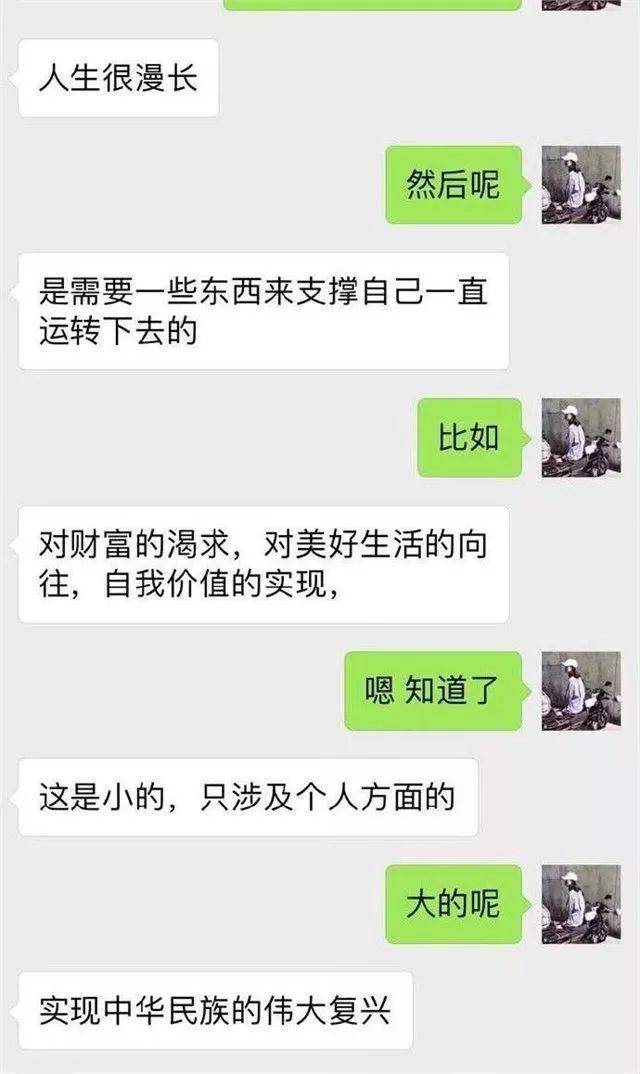 人生很漫长
然后呢
是需要一些东西来支撑自己一直
运转下去的
比如
对财富的渴求，对美好生活的向
往，自我价值的实现，
嗯 知道了
这是小的，只涉及个人方面的
大的呢
实现中华民族的伟大复兴